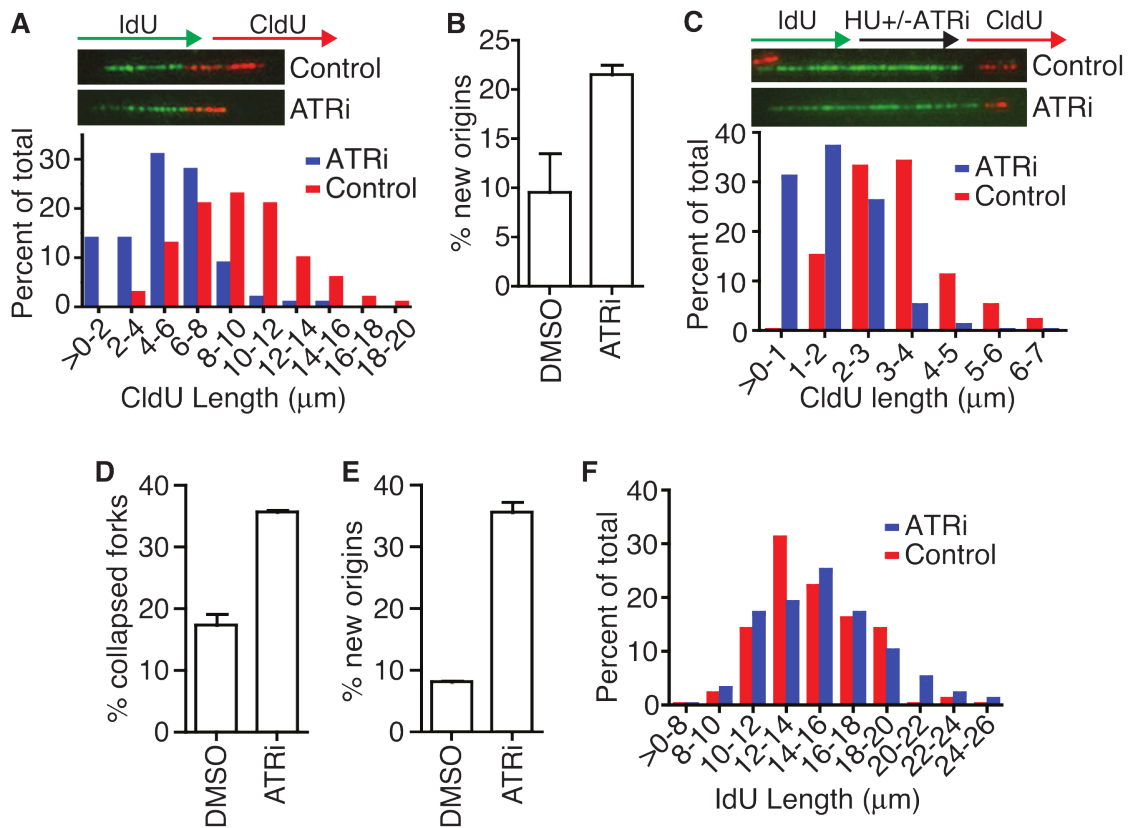 A
IdU
CldU
Control
ATRi
Percent of total
30
20
10
0
ATRi
Control
>0-2
2-4
4-6
6-8
8-10
10-12
12-14
14-16
16-18
18-20
CldU Length (μm)
B
% new origins
25
20
15
10
5
0
DMSO
ATRi
C
IdU
HU+/-ATRi
CldU
Control
ATRi
Percent of total
40
30
20
10
0
ATRi
Control
>0-1
1-2
2-3
3-4
4-5
5-6
6-7
CldU length (μm)
D
% collapsed forks
40
30
20
10
0
DMSO
ATRi
E
% new origins
40
30
20
10
0
DMSO
ATRi
F
Percent of total
40
30
20
10
0
ATRi
Control
>0-8
8-10
10-12
12-14
14-16
16-18
18-20
20-22
22-24
24-26
IdU Length (μm)